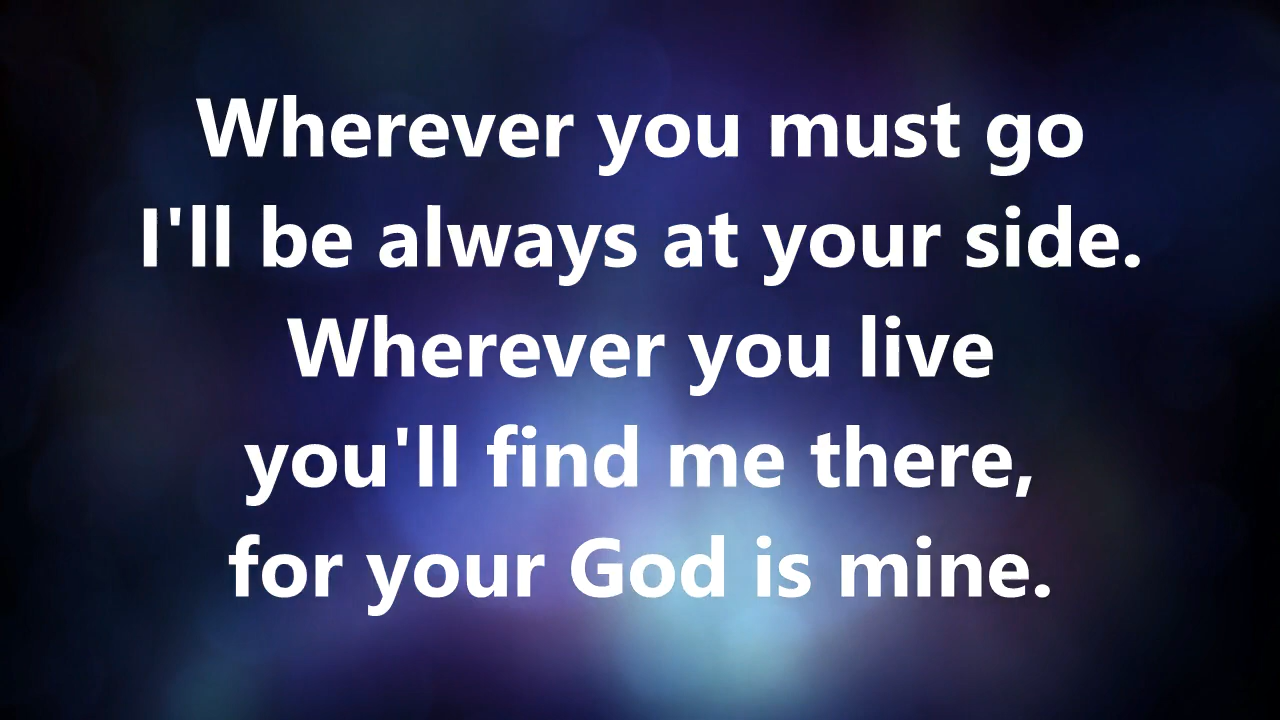 Wherever you must go
I'll be always at your side.
Wherever you live
you'll find me there,
for your God is mine.